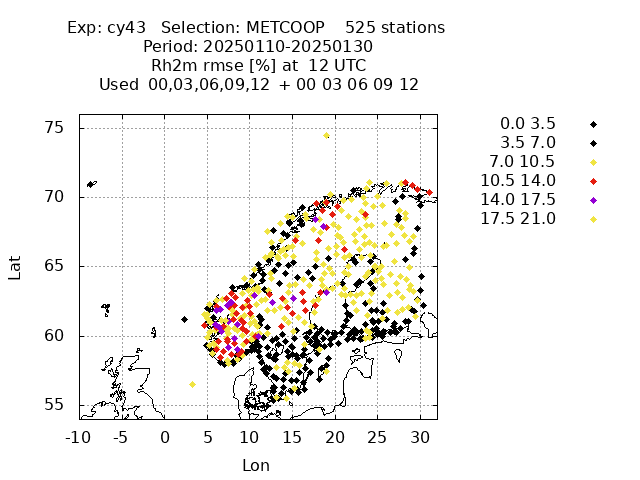 Exp: cy43 Selection: METCOOP 525 stations
Period: 20250110-20250130
Rh2m rmse [%] at 12 UTC
Used 00,03,06,09,12 + 00 03 06 09 12
0.0 3.5
3.5 7.0
7.0 10.5
10.5 14.0
14.0 17.5
17.5 21.0
75
70
65
60
55
Lat
-10 -5 0 5 10 15 20 25 30
Lon